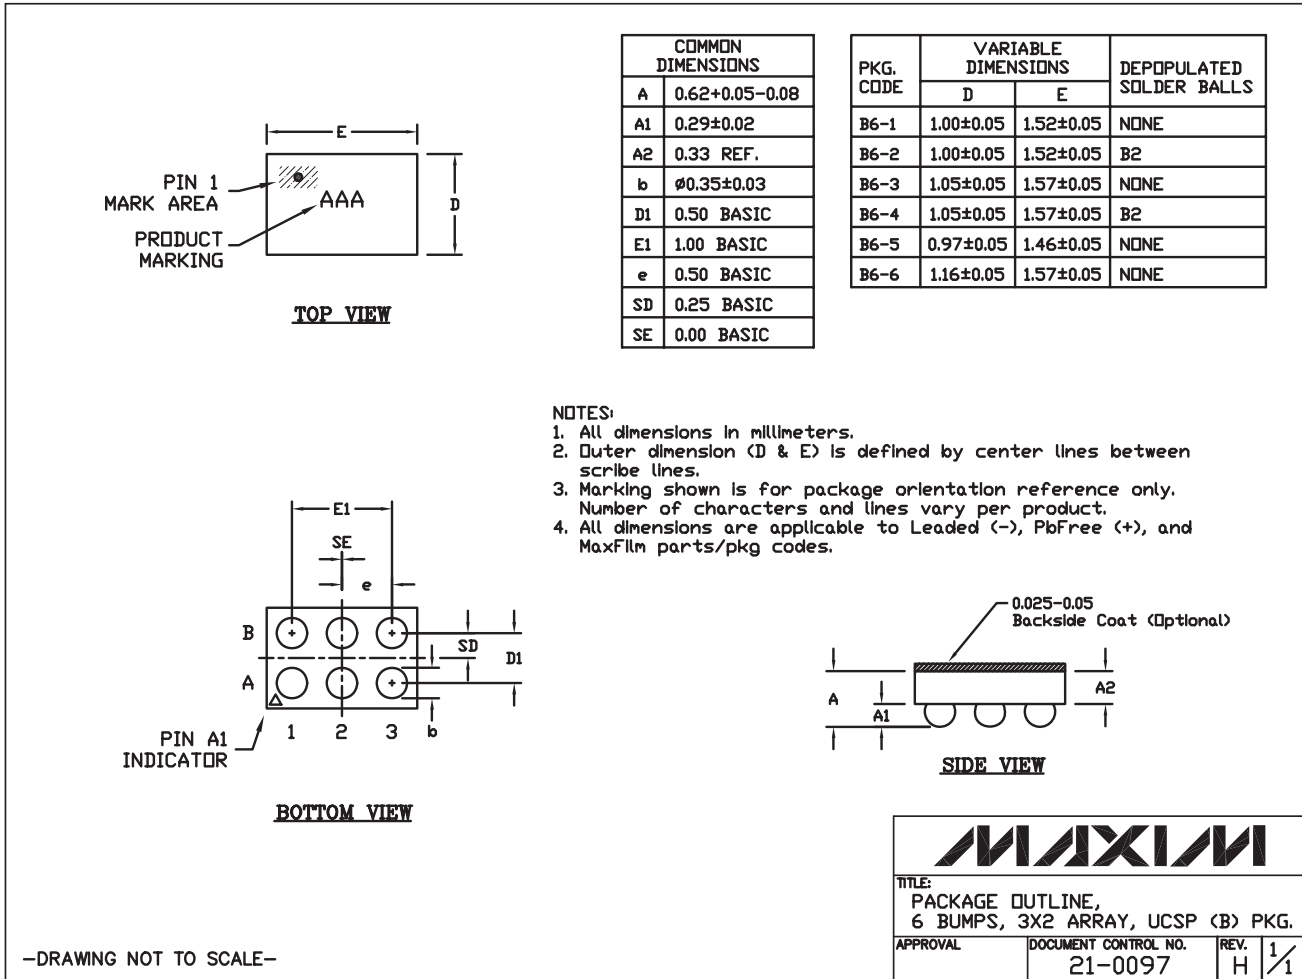 COMMON
DIMENSIONS
A 0.62+0.05-0.08
A1 0.29±0.02
A2 0.33 REF.
b ø0.35±0.03
D1 0.50 BASIC
E1 1.00 BASIC
e 0.50 BASIC
SD 0.25 BASIC
SE 0.00 BASIC
PKG. CODE VARIABLE DIMENSIONS DEPOPULATED SOLDER BALLS
D E
B6-1 1.00±0.05 1.52±0.05 NONE
B6-2 1.00±0.05 1.52±0.05 B2
B6-3 1.05±0.05 1.57±0.05 NONE
B6-4 1.05±0.05 1.57±0.05 B2
B6-5 0.97±0.05 1.46±0.05 NONE
B6-6 1.16±0.05 1.57±0.05 NONE
E
PIN 1
MARK AREA
AAA
D
PRODUCT
MARKING
TOP VIEW
NOTES:
1. All dimensions in millimeters.
2. Outer dimension (D & E) is defined by center lines between
scribe lines.
3. Marking shown is for package orientation reference only.
Number of characters and lines vary per product.
4. All dimensions are applicable to Leaded (-), PbFree (+), and
MaxFilm parts/pkg codes.
E1
SE
e
B
SD
D1
A
1 2 3 b
PIN A1
INDICATOR
BOTTOM VIEW
0.025-0.05
Backside Coat (Optional)
A
A1
A2
SIDE VIEW
MAXIM
TITLE:
PACKAGE OUTLINE,
6 BUMPS, 3X2 ARRAY, UCSP (B) PKG.
APPROVAL
DOCUMENT CONTROL NO.
21-0097
REV.
H
1/1
-DRAWING NOT TO SCALE-